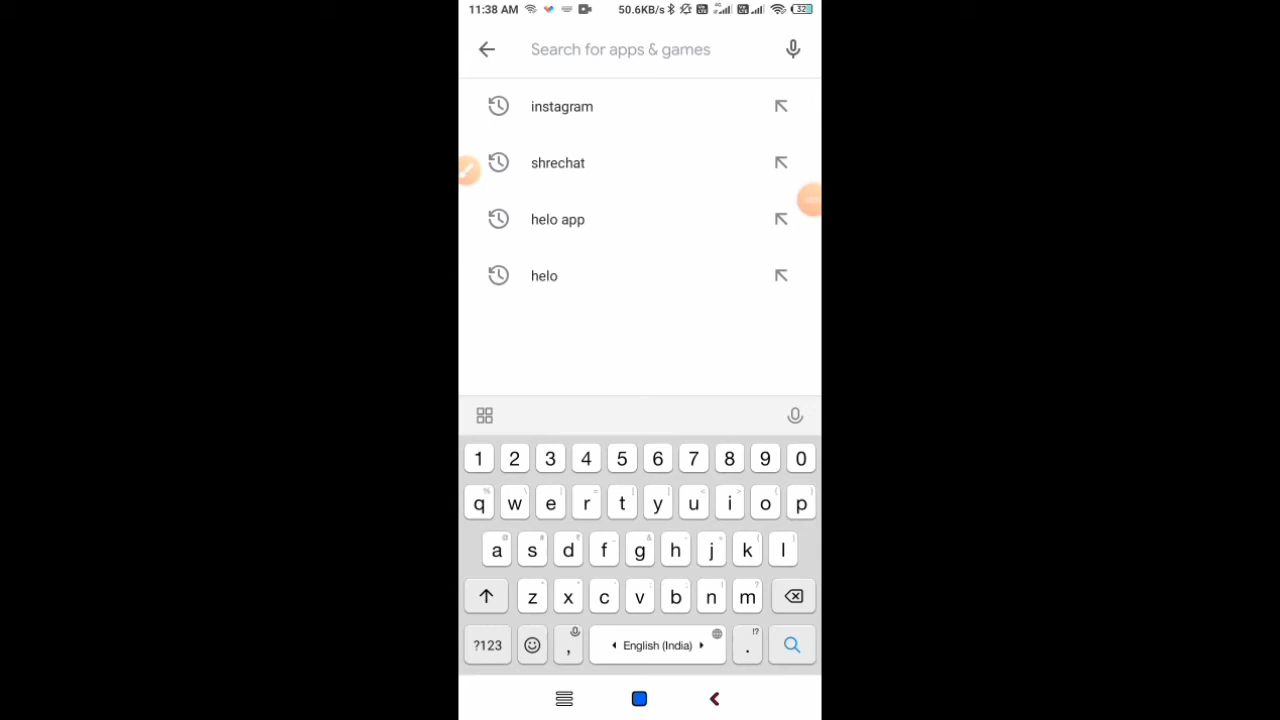 11:38 AM 50.6KB/s 32
Search for apps & games
instagram
shrechat
helo app
helo
1 2 3 4 5 6 7 8 9 0
q w e r t y u i o p
a s d f g h j k l
z x c v b n m
?123 , English (India) . !?